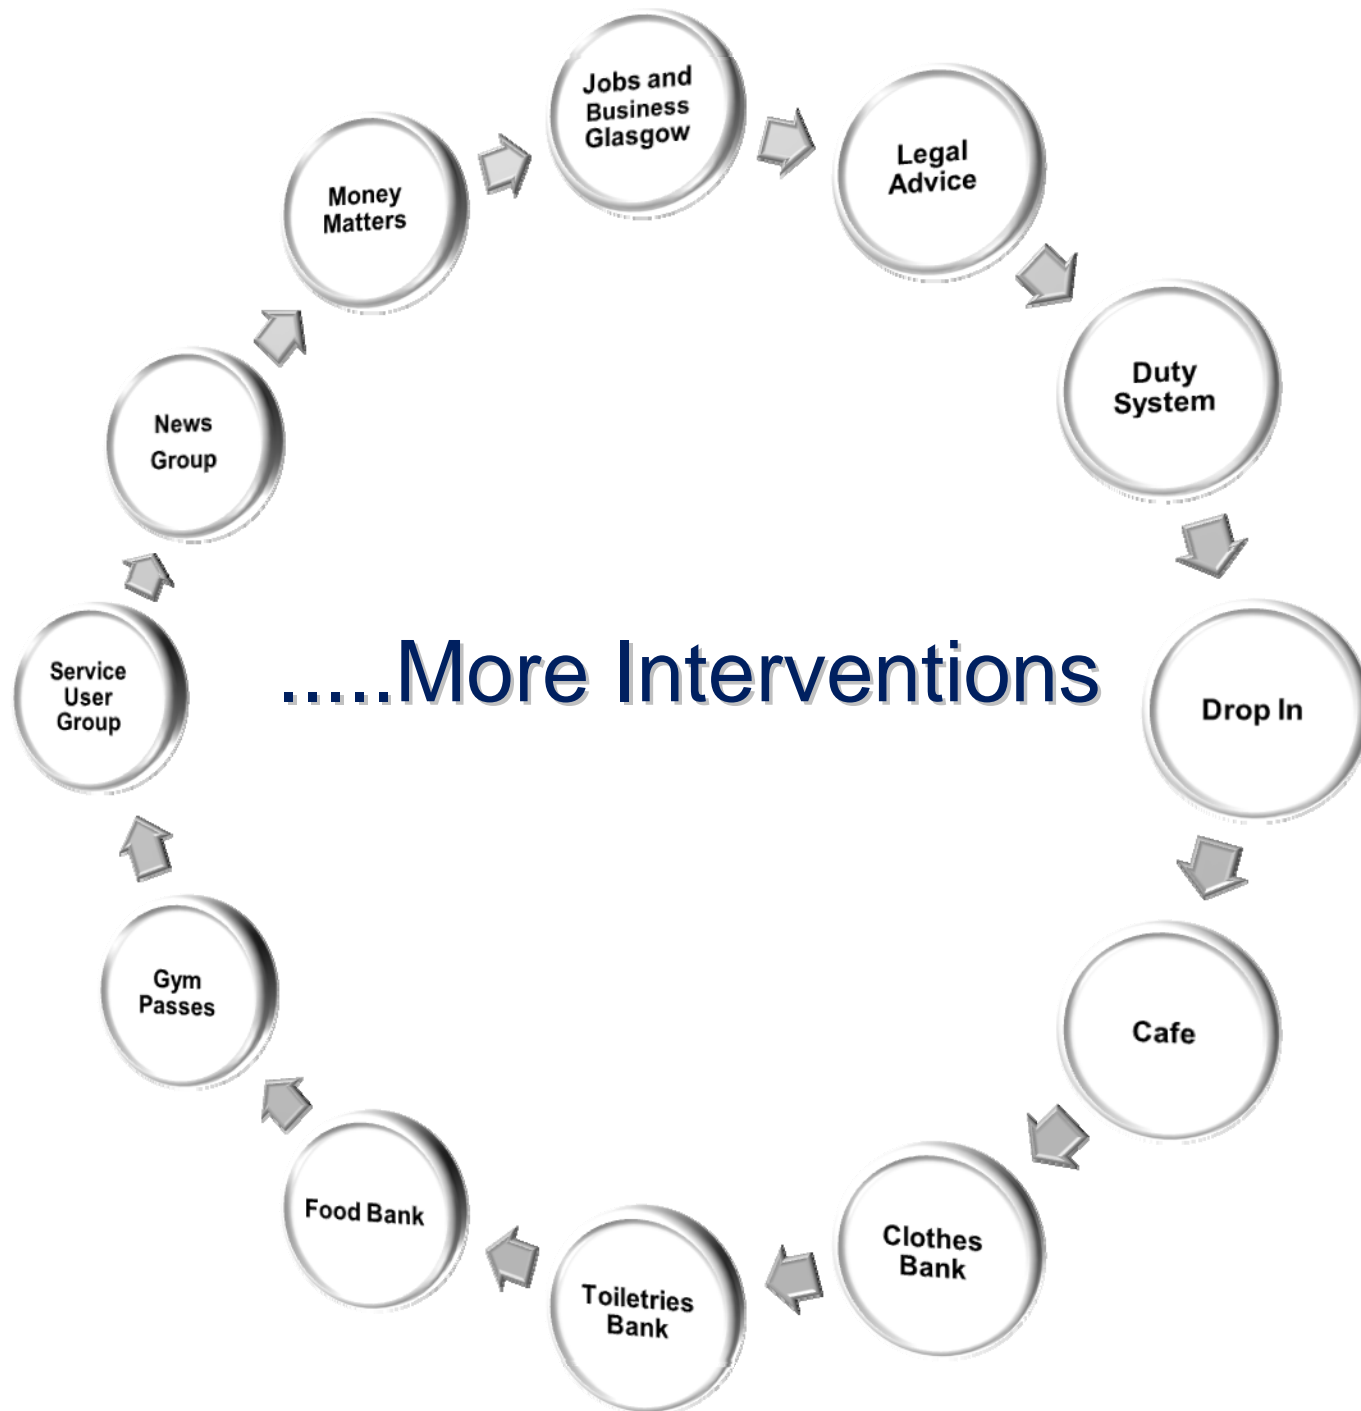 Jobs and
Business
Glasgow
Legal
Advice
Duty
System
Drop In
Cafe
Clothes
Bank
Toiletries
Bank
Food Bank
Gym
Passes
Service
User
Group
News
Group
Money
Matters
.....More Interventions